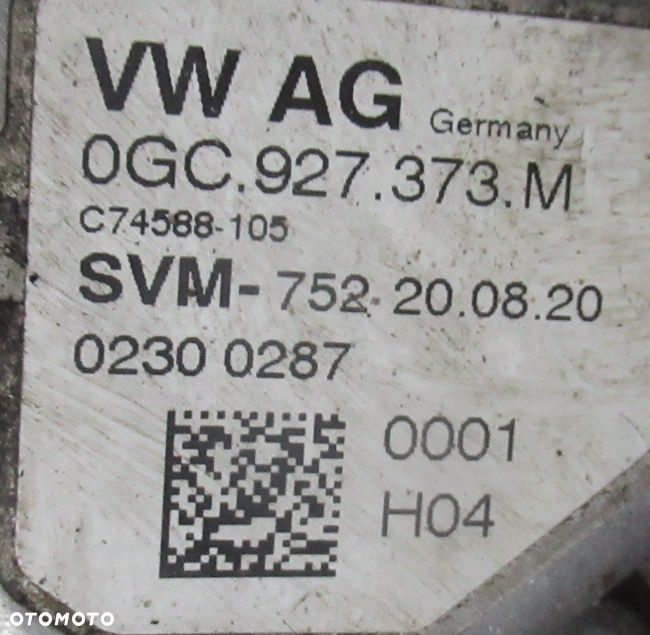 VW AG Germany
0GC.927.373.M
C74588-105
SVM-752 20.08.20
0230 0287
0001
H04
OTOMOTO